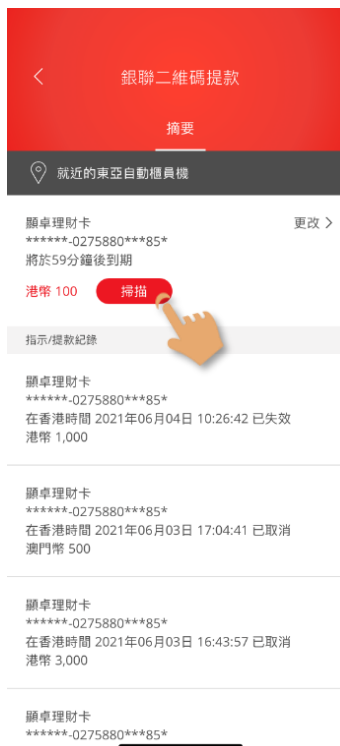 銀聯二維碼提款
摘要
就近的東亞自動櫃員機
顯卓理財卡 更改
******-0275880***85*
將於59分鐘後到期
港幣 100 掃描
指示/提款紀錄
顯卓理財卡
******-0275880***85*
在香港時間 2021年06月04日 10:26:42 已失效
港幣 1,000
顯卓理財卡
******-0275880***85*
在香港時間 2021年06月03日 17:04:41 已取消
澳門幣 500
顯卓理財卡
******-0275880***85*
在香港時間 2021年06月03日 16:43:57 已取消
港幣 3,000
顯卓理財卡
******-0275880***85*